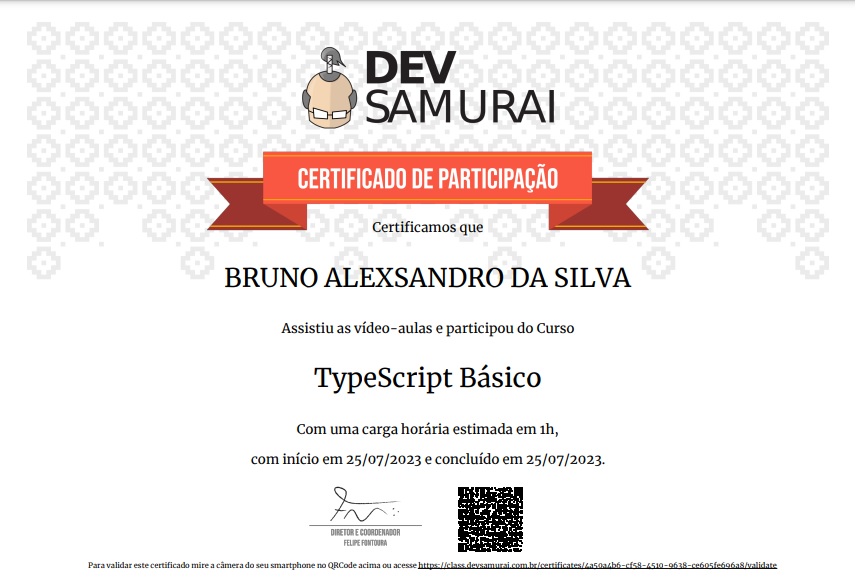 DEV
SAMURAI
CERTIFICADO DE PARTICIPAÇÃO
Certificamos que
BRUNO ALEXSANDRO DA SILVA
Assistiu as vídeo-aulas e participou do Curso
TypeScript Básico
Com uma carga horária estimada em 1h,
com início em 25/07/2023 e concluído em 25/07/2023.
DIRETOR E COORDENADOR
FELIPE FONTOURA
Para validar este certificado mire a câmera do seu smartphone no QRCode acima ou acesse https://class.devsamurai.com.br/certificates/4a50a4b6-cf58-4510-9638-ce605fe696a8/validate